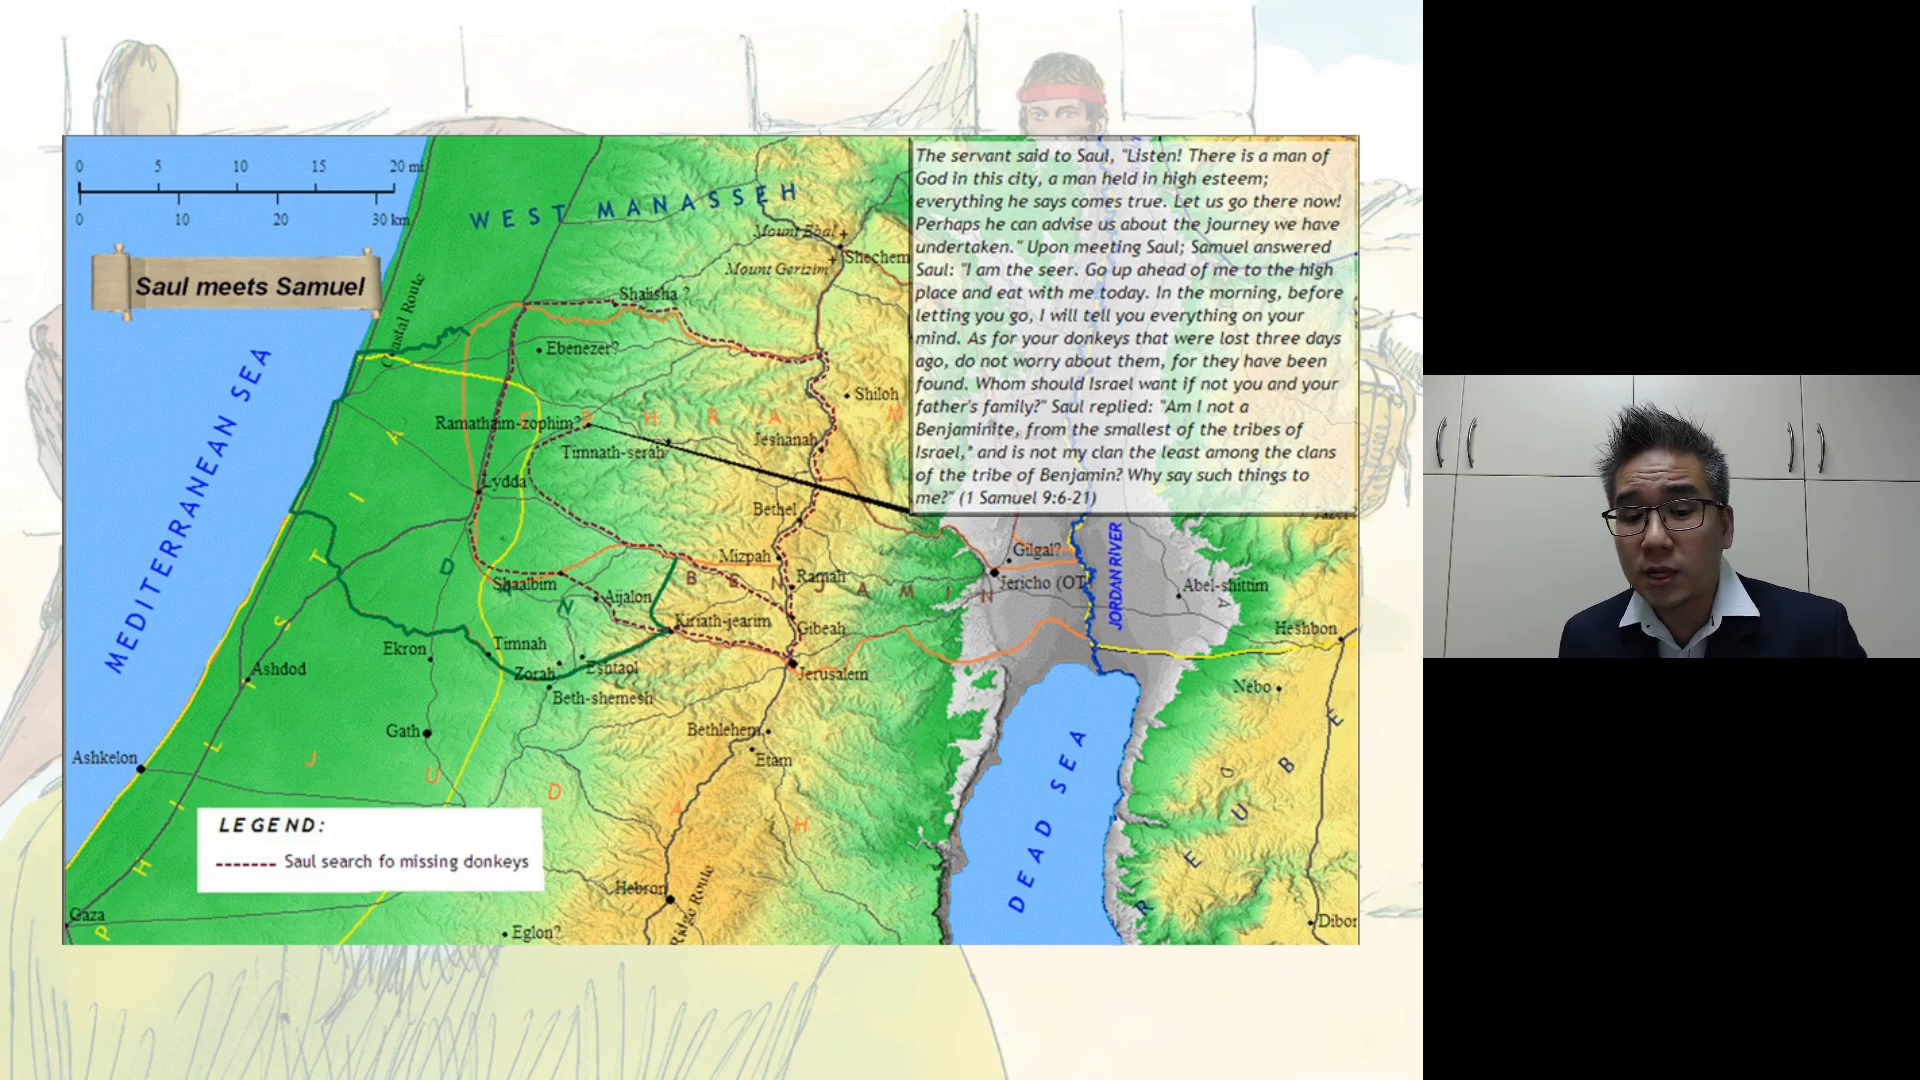 0 5 10 15 20 mi
0 10 20 30 km
Saul meets Samuel
The servant said to Saul, "Listen! There is a man of
God in this city, a man held in high esteem;
everything he says comes true. Let us go there now!
Perhaps he can advise us about the journey we have
undertaken." Upon meeting Saul; Samuel answered
Saul: "I am the seer. Go up ahead of me to the high
place and eat with me today. In the morning, before
letting you go, I will tell you everything on your
mind. As for your donkeys that were lost three days
ago, do not worry about them, for they have been
found. Whom should Israel want if not you and your
father's family?" Saul replied: "Am I not a
Benjaminite, from the smallest of the tribes of
Israel,* and is not my clan the least among the clans
of the tribe of Benjamin? Why say such things to
me?" (1 Samuel 9:6-21)
WEST MANASSEH
Mount Ebal
Shechem
Mount Gerizim
Shalisha ?
Coastal Route
Ebenezer?
MEDITERRANEAN SEA
Shiloh
EPHRAIM
Ramathaim-zophim?
Jeshanah
Timnath-serah
Lydda
Bethel
Mizpah
Gilgal?
Jericho (OT
JORDAN RIVER
Abel-shittim
Shaalbim
Ramah
BENJAMIN
Aijalon
DAN
Kiriath-jearim
Gibeah
Heshbon
Timnah
Ekron
Zorah
Eshtaol
Jerusalem
Ashdod
Beth-shemesh
Nebo
Gath
Bethlehem
Etam
Ashkelon
PHILISTIA
JUDAH
DEAD SEA
REUBE
LEGEND:
Saul search fo missing donkeys
Hebron
Ridge Route
Gaza
Eglon?
Dibon